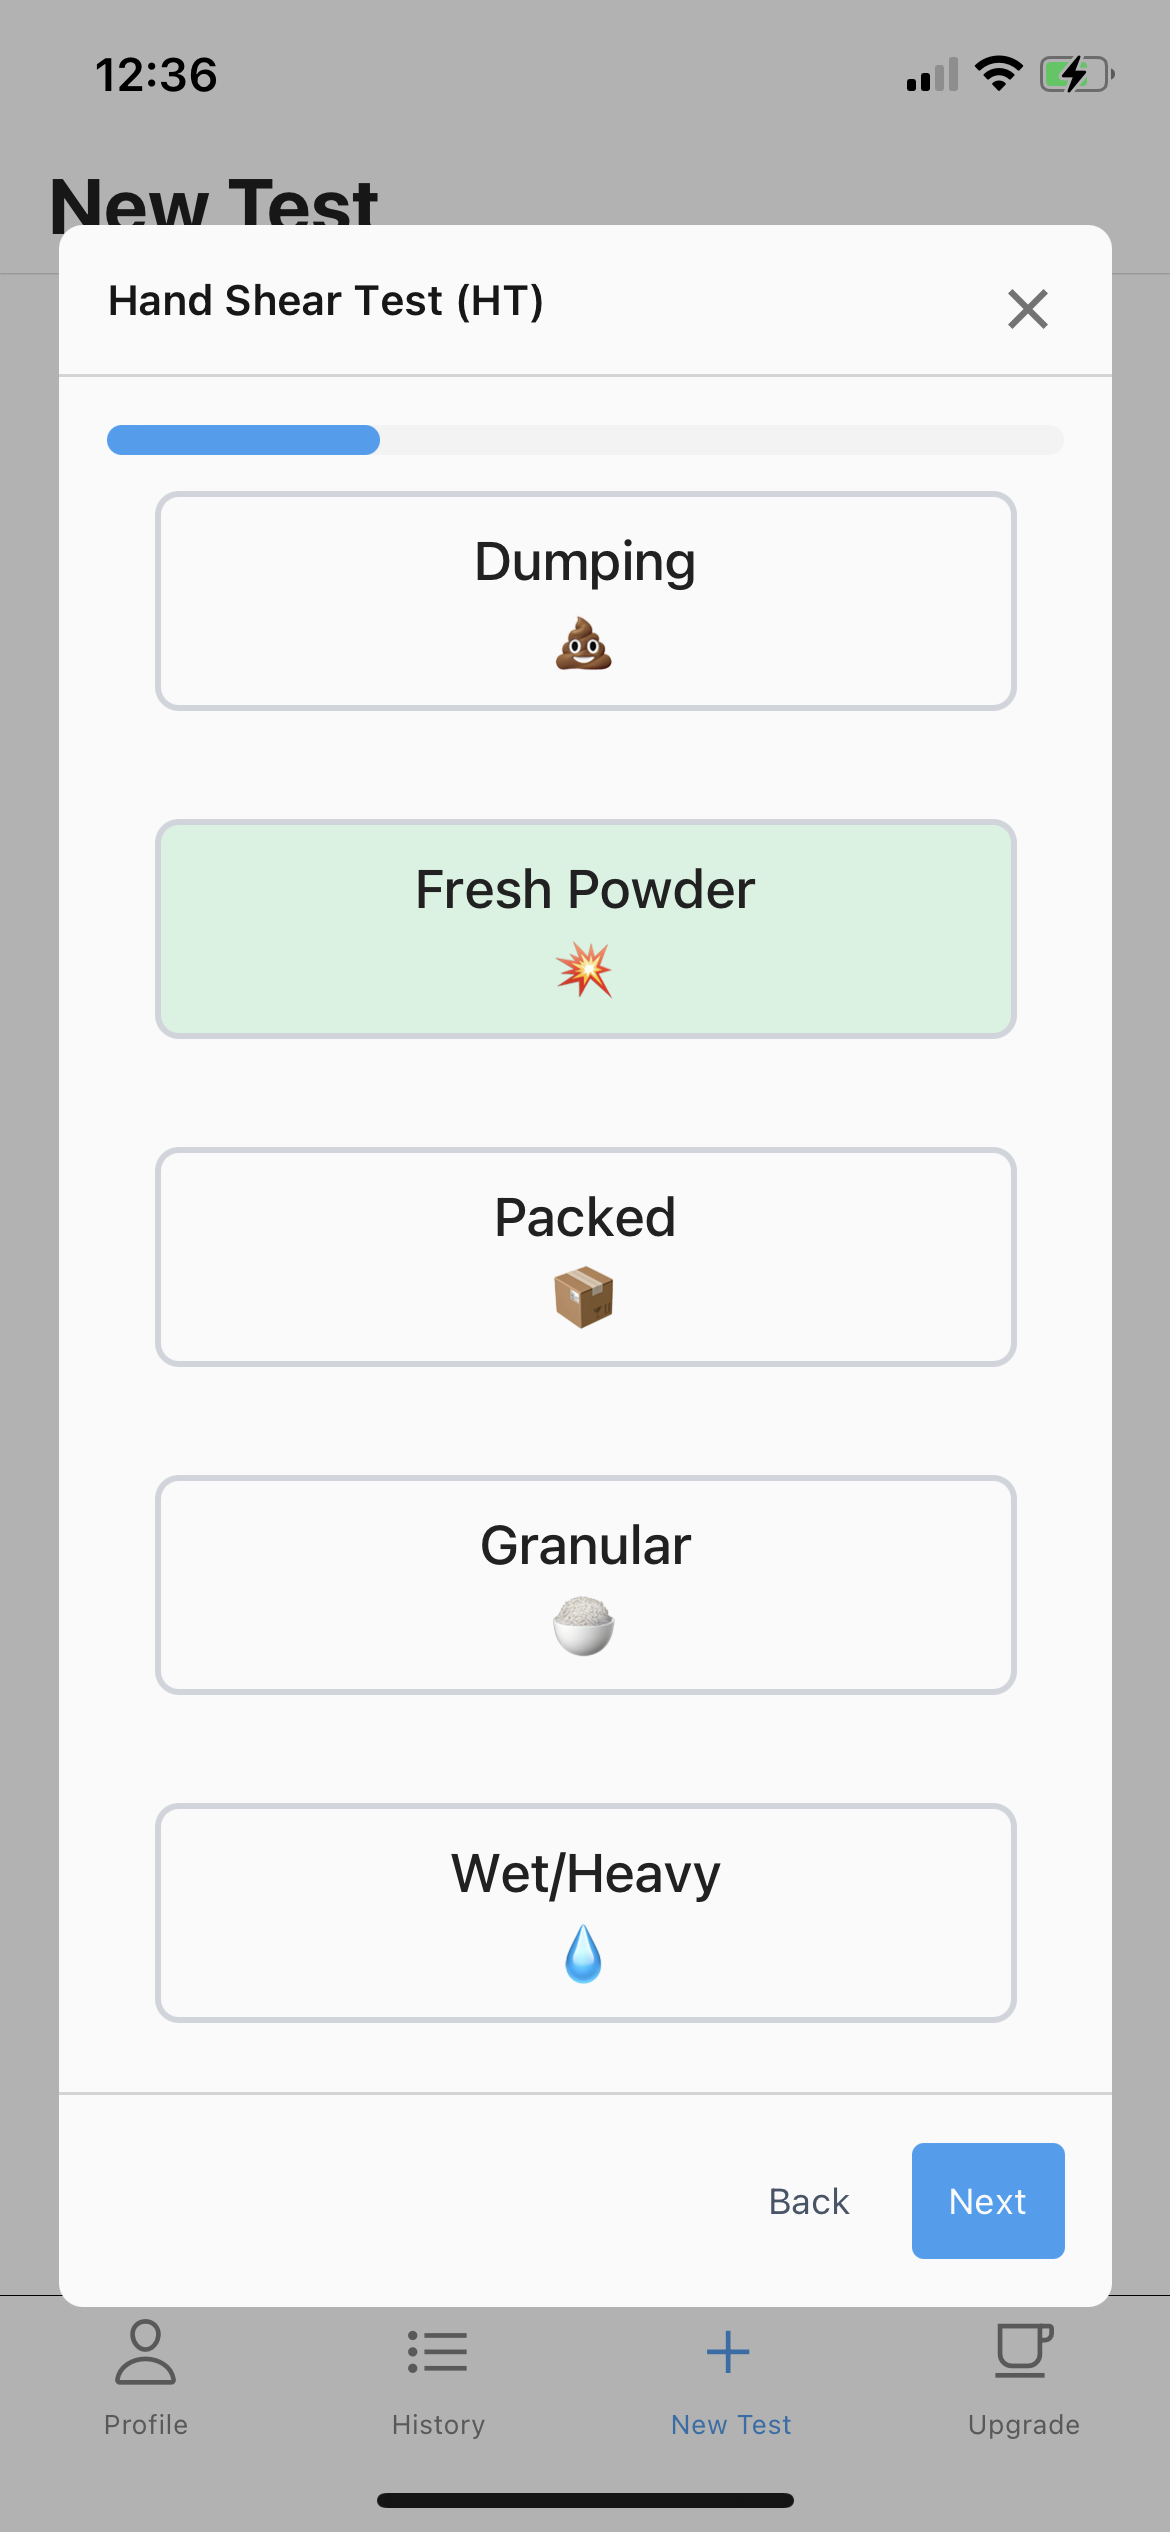 12:36
New Test
Hand Shear Test (HT)
Dumping
Fresh Powder
Packed
Granular
Wet/Heavy
Back
Next
Profile
History
New Test
Upgrade